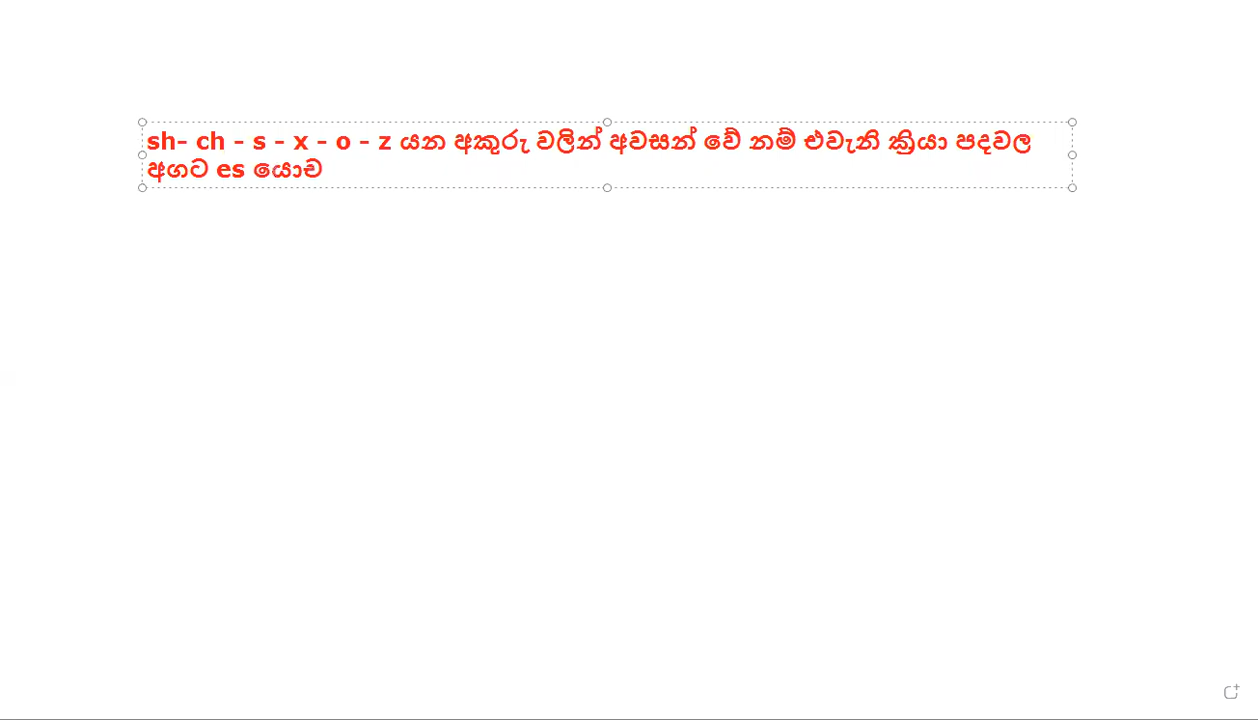 sh- ch – s – x – o – z යන අකුරු වලින් අවසන් වේ නම් එවැනි ක්‍රියා පදවල
අගට es යොච